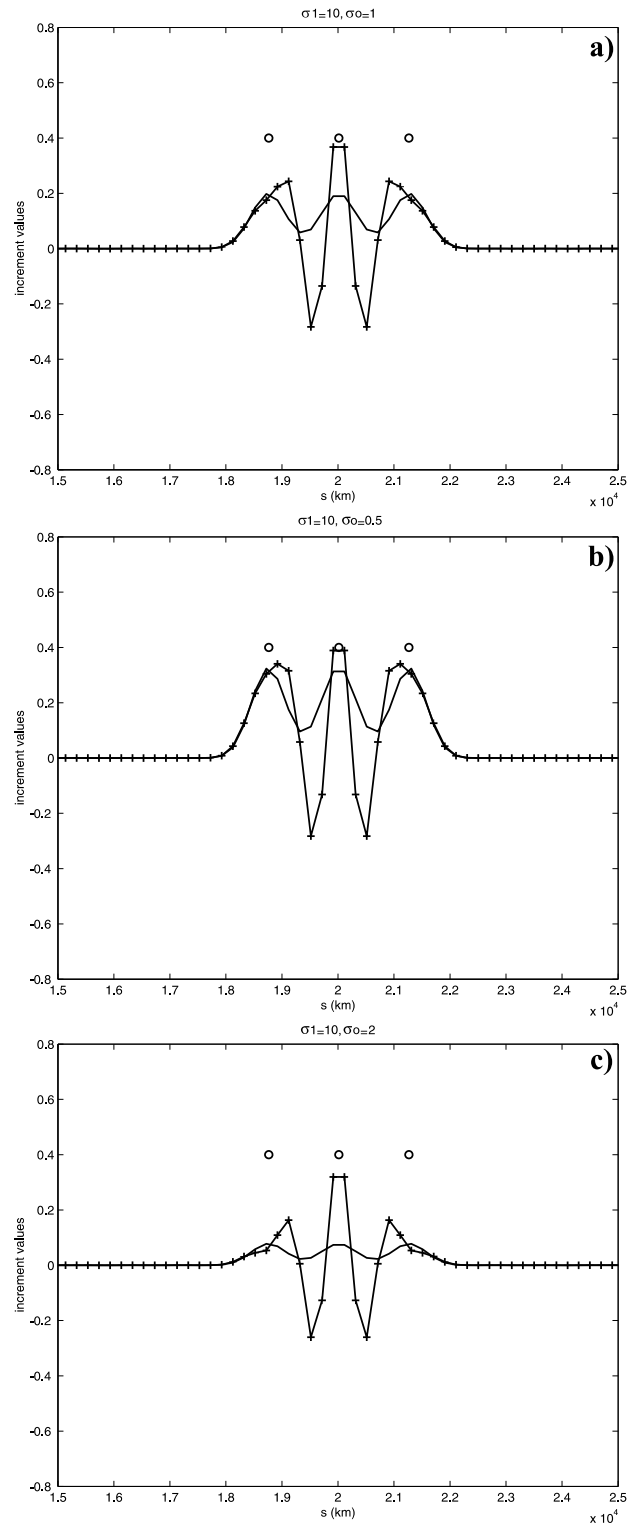 σ1=10, σo=1
a)
0.8
0.6
0.4
0.2
0
-0.2
-0.4
-0.6
-0.8
increment values
1.5 1.6 1.7 1.8 1.9 2 2.1 2.2 2.3 2.4 2.5
s (km)
x 10⁴
σ1=10, σo=0.5
b)
0.8
0.6
0.4
0.2
0
-0.2
-0.4
-0.6
-0.8
increment values
1.5 1.6 1.7 1.8 1.9 2 2.1 2.2 2.3 2.4 2.5
s (km)
x 10⁴
σ1=10, σo=2
c)
0.8
0.6
0.4
0.2
0
-0.2
-0.4
-0.6
-0.8
increment values
1.5 1.6 1.7 1.8 1.9 2 2.1 2.2 2.3 2.4 2.5
s (km)
x 10⁴